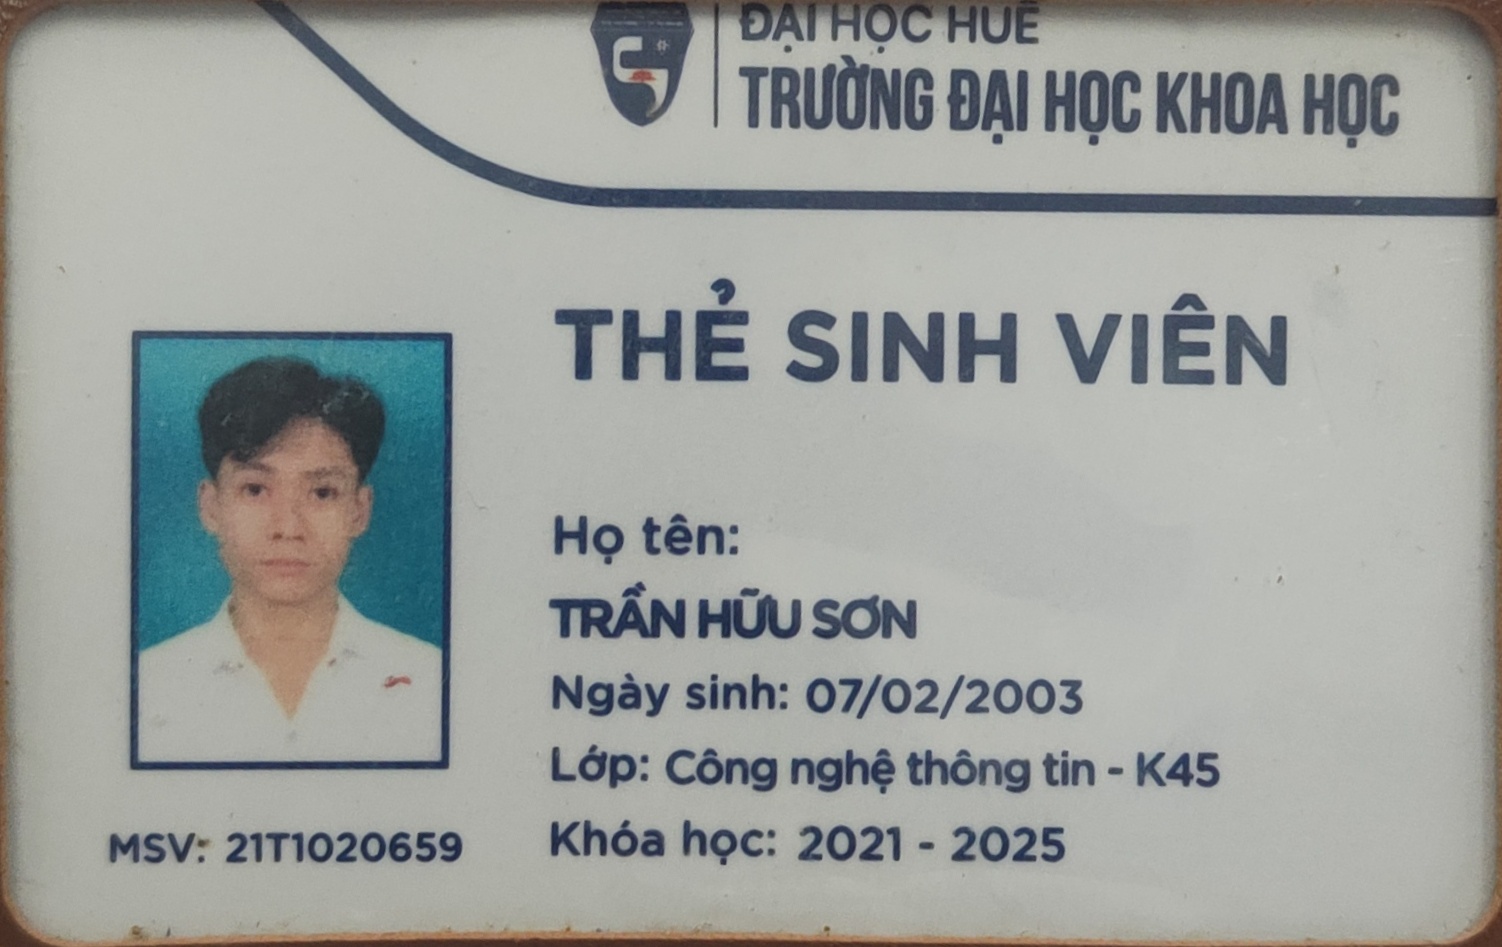 ĐẠI HỌC HUẾ
TRƯỜNG ĐẠI HỌC KHOA HỌC
THẺ SINH VIÊN
Họ tên:
TRẦN HỮU SƠN
Ngày sinh: 07/02/2003
Lớp: Công nghệ thông tin - K45
Khóa học: 2021 - 2025
MSV: 21T1020659